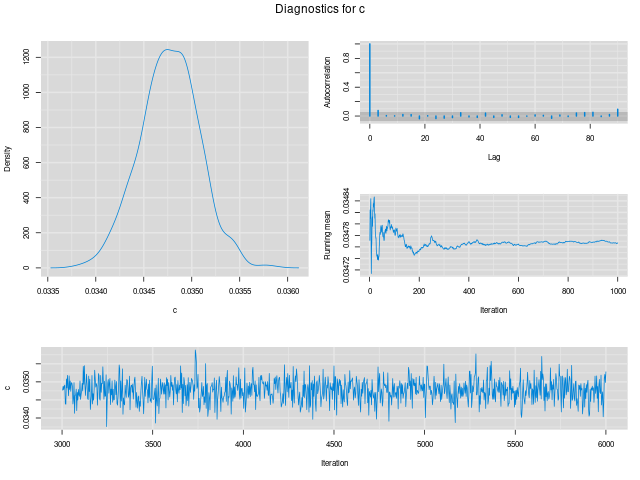 Diagnostics for c
Density
0 200 400 600 800 1000 1200
0.0335 0.0340 0.0345 0.0350 0.0355 0.0360
c
Autocorrelation
0.0 0.4 0.8
0 20 40 60 80
Lag
Running mean
0.03472 0.03478 0.03484
0 200 400 600 800 1000
Iteration
c
0.0340 0.0350
3000 3500 4000 4500 5000 5500 6000
Iteration